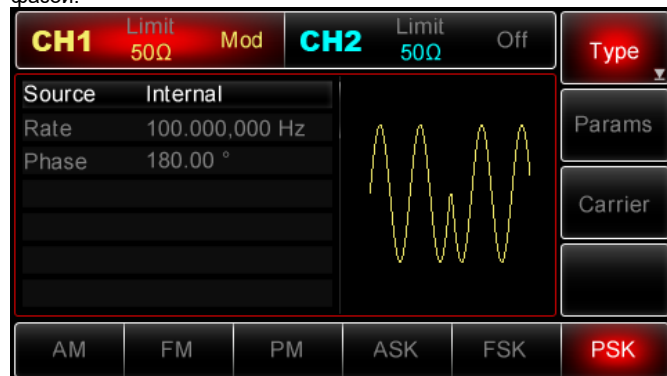 фазой.
CH1 Limit 50Ω Mod CH2 Limit 50Ω Off
Type
Source Internal
Rate 100.000,000 Hz
Phase 180.00 °
Params
Carrier
AM FM PM ASK FSK PSK